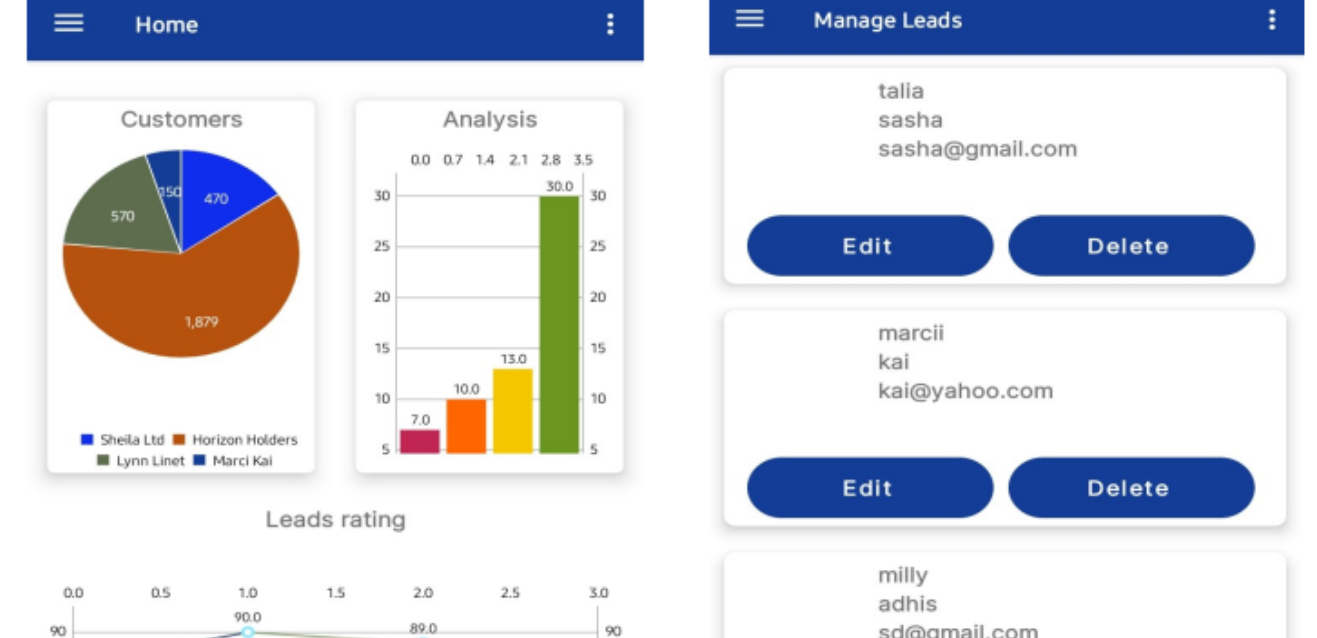 Home
Customers
150
470
570
1,879
Sheila Ltd Horizon Holders
Lynn Linet Marci Kai
Analysis
0.0 0.7 1.4 2.1 2.8 3.5
30 30.0 30
25 25
20 20
15 13.0 15
10 10.0 10
7.0
5 5
Leads rating
0.0 0.5 1.0 1.5 2.0 2.5 3.0
90.0
90 89.0 90
Manage Leads
talia
sasha
sasha@gmail.com
Edit Delete
marcii
kai
kai@yahoo.com
Edit Delete
milly
adhis
sd@gmail.com